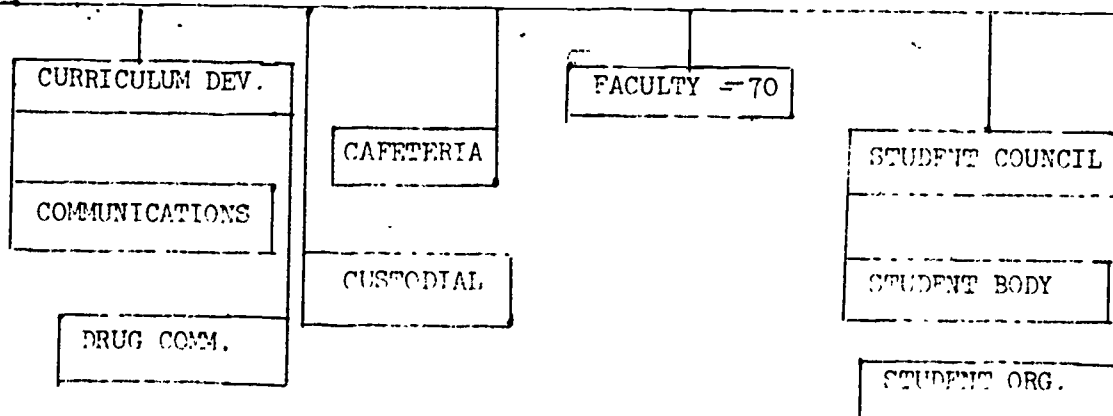 CURRICULUM DEV.
FACULTY = 70
CAFETERIA
STUDENT COUNCIL
COMMUNICATIONS
CUSTODIAL
STUDENT BODY
DRUG COMM.
STUDENT ORG.